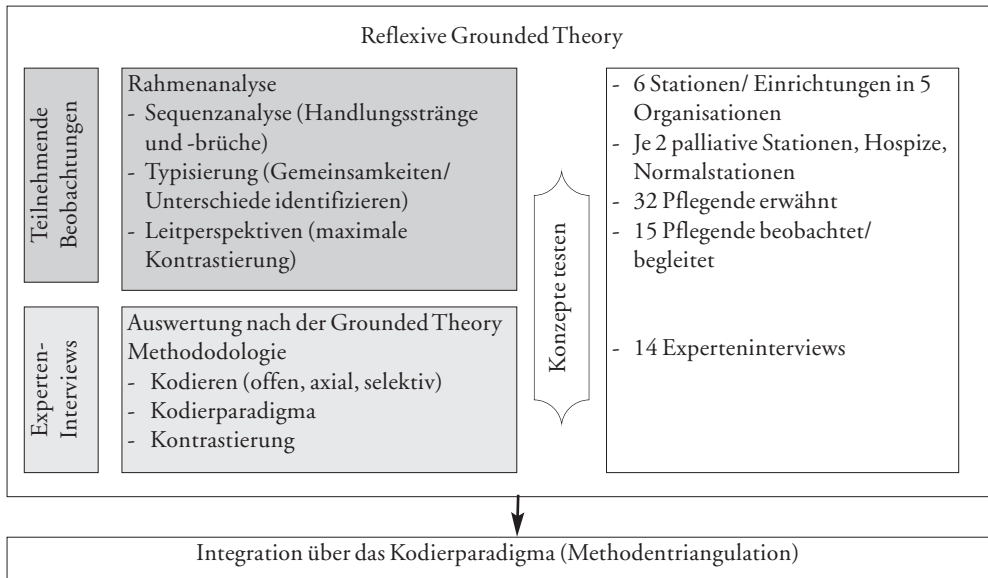 Reflexive Grounded Theory
Teilnehmende
Beobachtungen
Rahmenanalyse
- Sequenzanalyse (Handlungsstränge
und -brüche)
- Typisierung (Gemeinsamkeiten/
Unterschiede identifizieren)
- Leitperspektiven (maximale
Kontrastierung)
Experten-
Interviews
Auswertung nach der Grounded Theory
Methododologie
- Kodieren (offen, axial, selektiv)
- Kodierparadigma
- Kontrastierung
Konzepte testen
- 6 Stationen/ Einrichtungen in 5
Organisationen
- Je 2 palliative Stationen, Hospize,
Normalstationen
- 32 Pflegende erwähnt
- 15 Pflegende beobachtet/
begleitet
- 14 Experteninterviews
Integration über das Kodierparadigma (Methodentriangulation)